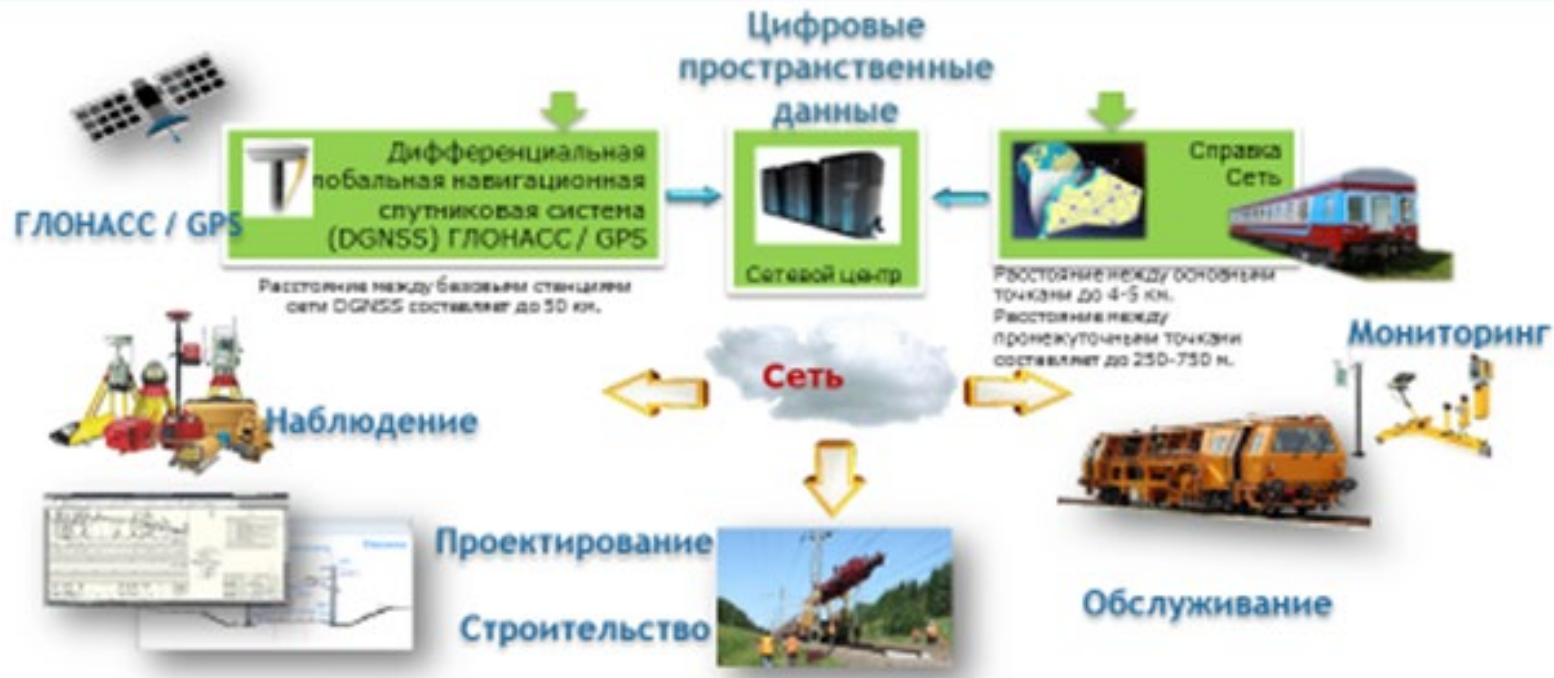 Цифровые
пространственные
данные
ГЛОНАСС / GPS
Дифференциальная
лобальная навигационная
спутниковая система
(DGNSS) ГЛОНАСС / GPS
Сетевой центр
Справка
Сеть
Расстояние между базовыми станциями
сети DGNSS составляет до 50 км.
Расстояние между основными
точками до 4-5 км.
Расстояние между
промежуточными точками
составляет до 250-750 м.
Сеть
Мониторинг
Наблюдение
Проектирование
Строительство
Обслуживание